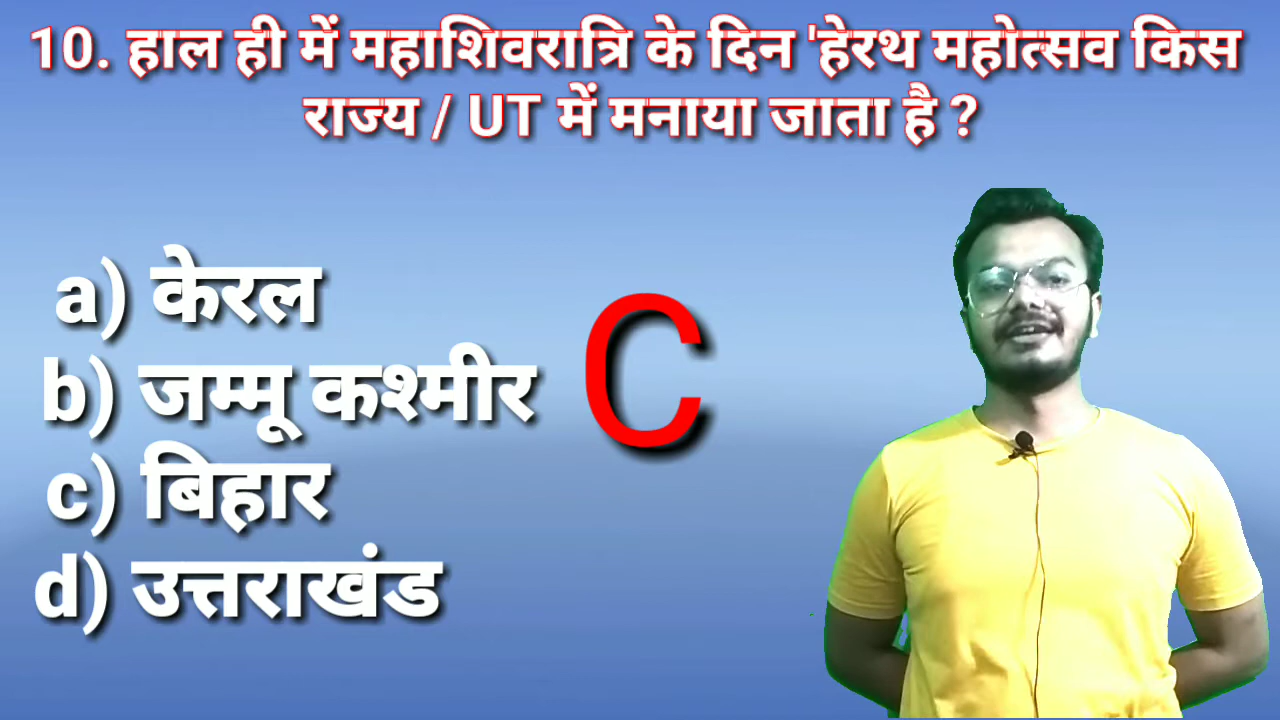 10. हाल ही में महाशिवरात्रि के दिन 'हेरथ महोत्सव किस
राज्य / UT में मनाया जाता है ?
a) केरल
b) जम्मू कश्मीर
C
c) बिहार
d) उत्तराखंड